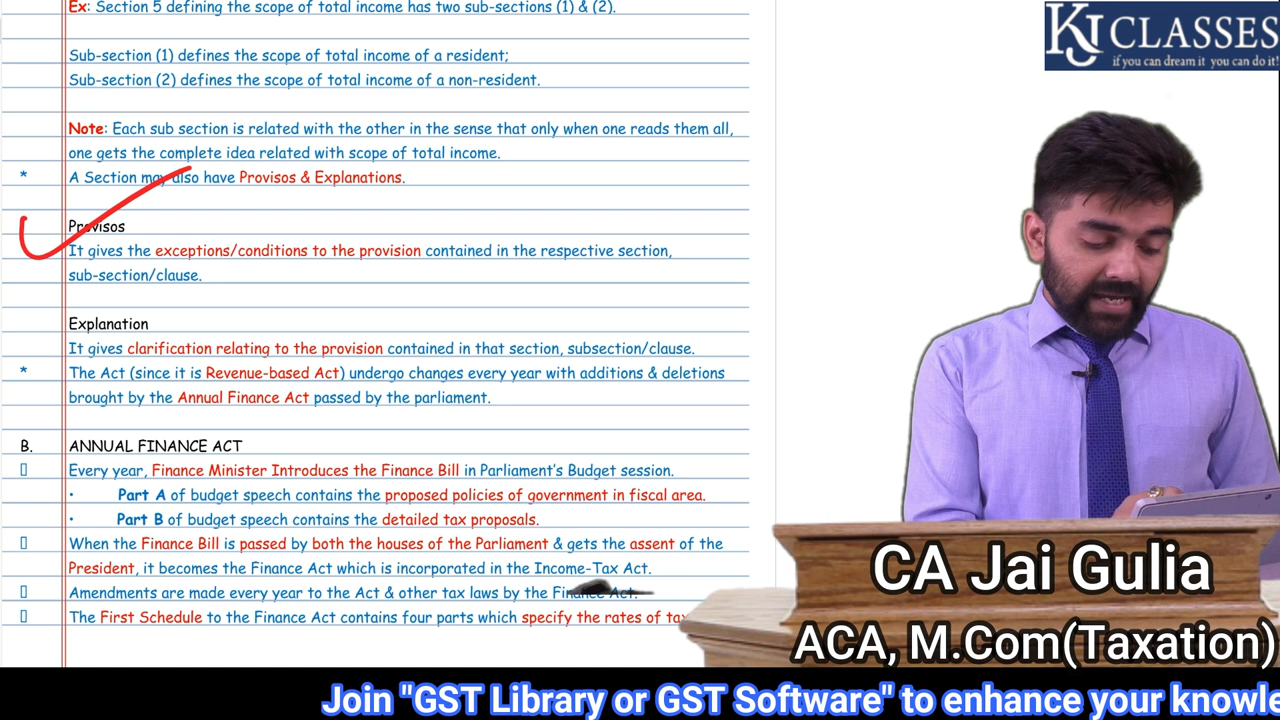 Ex: Section 5 defining the scope of total income has two sub-sections (1) & (2).
Sub-section (1) defines the scope of total income of a resident;
Sub-section (2) defines the scope of total income of a non-resident.
Note: Each sub section is related with the other in the sense that only when one reads them all,
one gets the complete idea related with scope of total income.
* A Section may also have Provisos & Explanations.
Provisos
It gives the exceptions/conditions to the provision contained in the respective section,
sub-section/clause.
Explanation
It gives clarification relating to the provision contained in that section, subsection/clause.
* The Act (since it is Revenue-based Act) undergo changes every year with additions & deletions
brought by the Annual Finance Act passed by the parliament.
B. ANNUAL FINANCE ACT
Every year, Finance Minister Introduces the Finance Bill in Parliament's Budget session.
• Part A of budget speech contains the proposed policies of government in fiscal area.
• Part B of budget speech contains the detailed tax proposals.
When the Finance Bill is passed by both the houses of the Parliament & gets the assent of the
President, it becomes the Finance Act which is incorporated in the Income-Tax Act.
Amendments are made every year to the Act & other tax laws by the Finance Act.
The First Schedule to the Finance Act contains four parts which specify the rates of tax
KJ CLASSES
if you can dream it you can do it!
CA Jai Gulia
ACA, M.Com(Taxation)
Join "GST Library or GST Software" to enhance your knowle